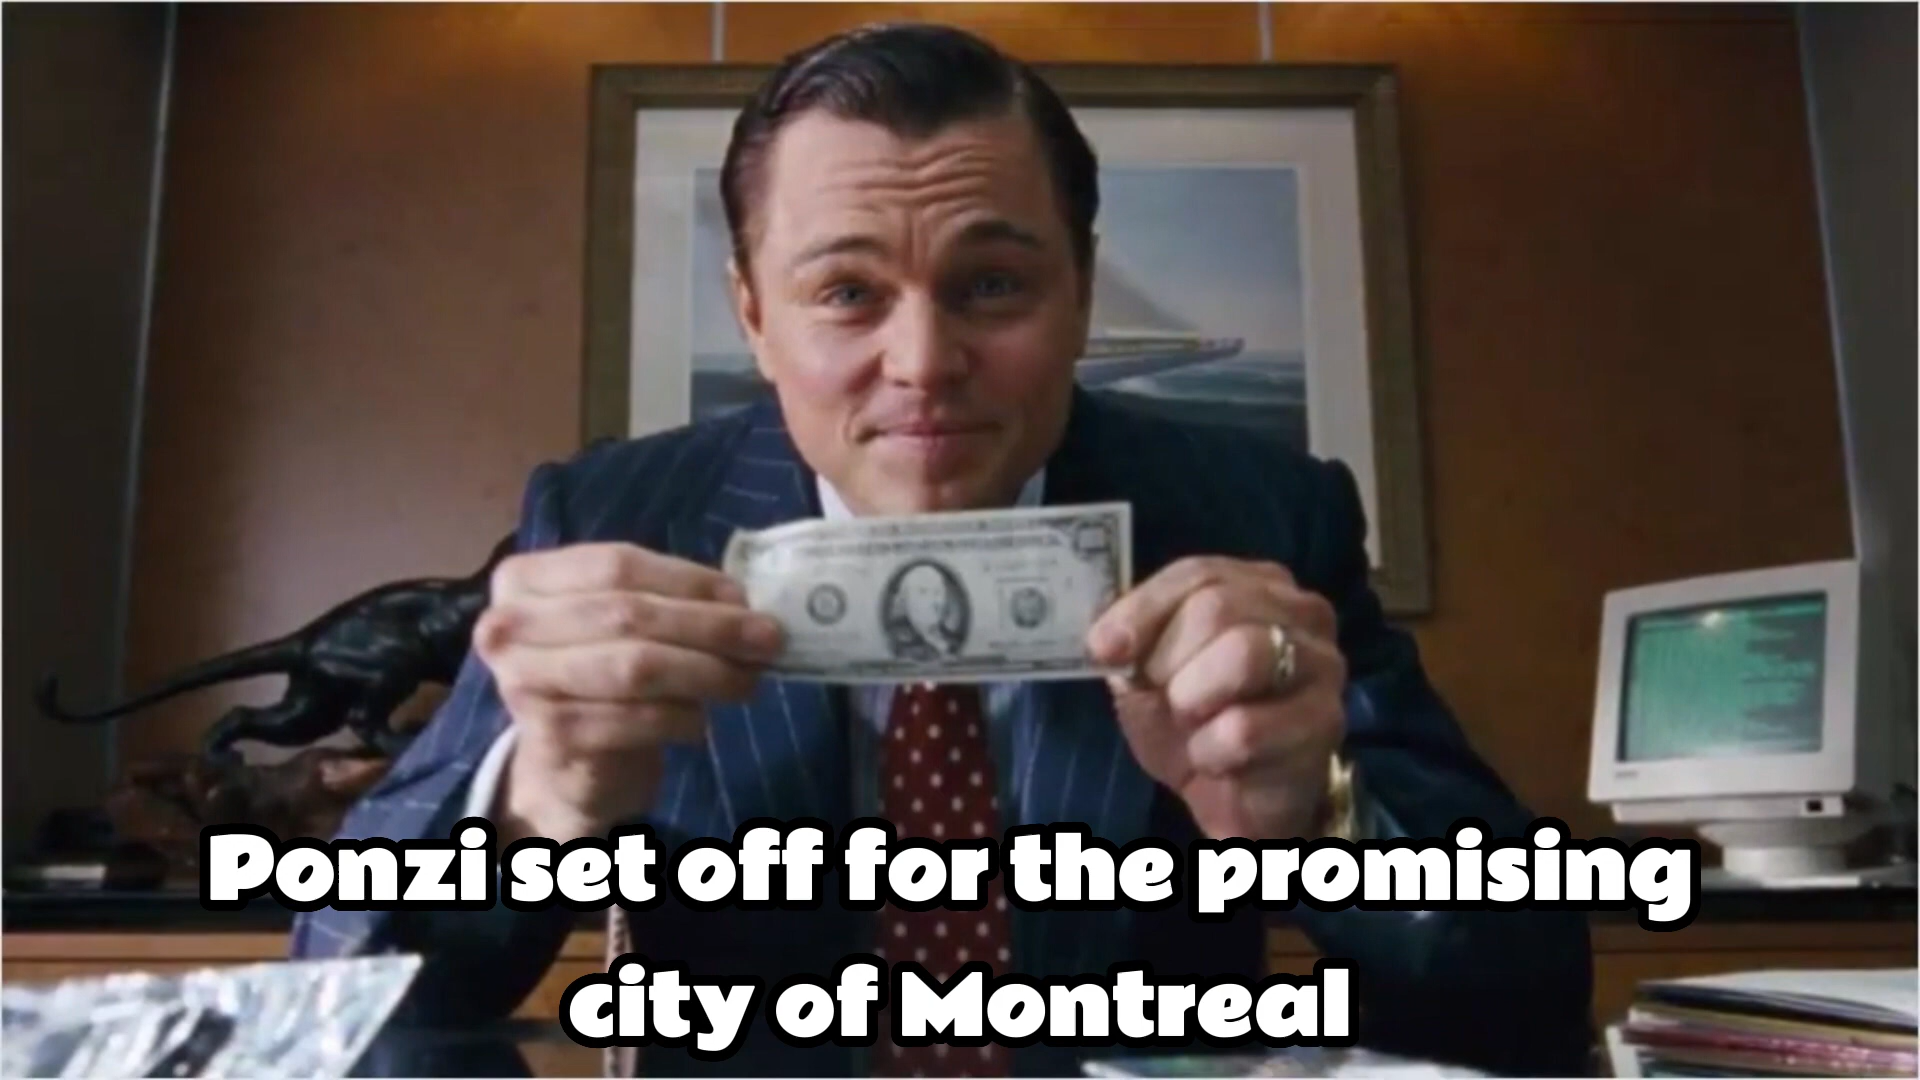 Ponzi set off for the promising
city of Montreal